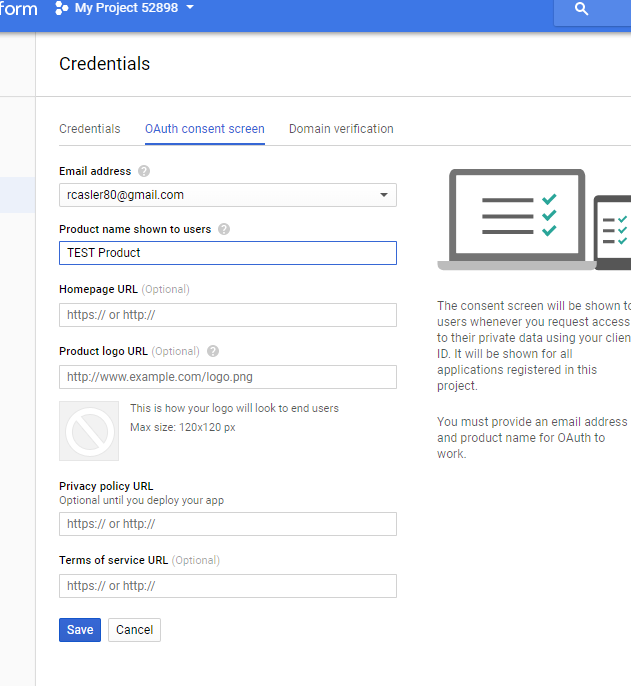 form My Project 52898
Credentials
Credentials OAuth consent screen Domain verification
Email address
rcasler80@gmail.com
Product name shown to users
TEST Product
Homepage URL (Optional)
https:// or http://
Product logo URL (Optional)
http://www.example.com/logo.png
This is how your logo will look to end users
Max size: 120x120 px
Privacy policy URL
Optional until you deploy your app
https:// or http://
Terms of service URL (Optional)
https:// or http://
Save Cancel
The consent screen will be shown to
users whenever you request access
to their private data using your client
ID. It will be shown for all
applications registered in this
project.
You must provide an email address
and product name for OAuth to
work.